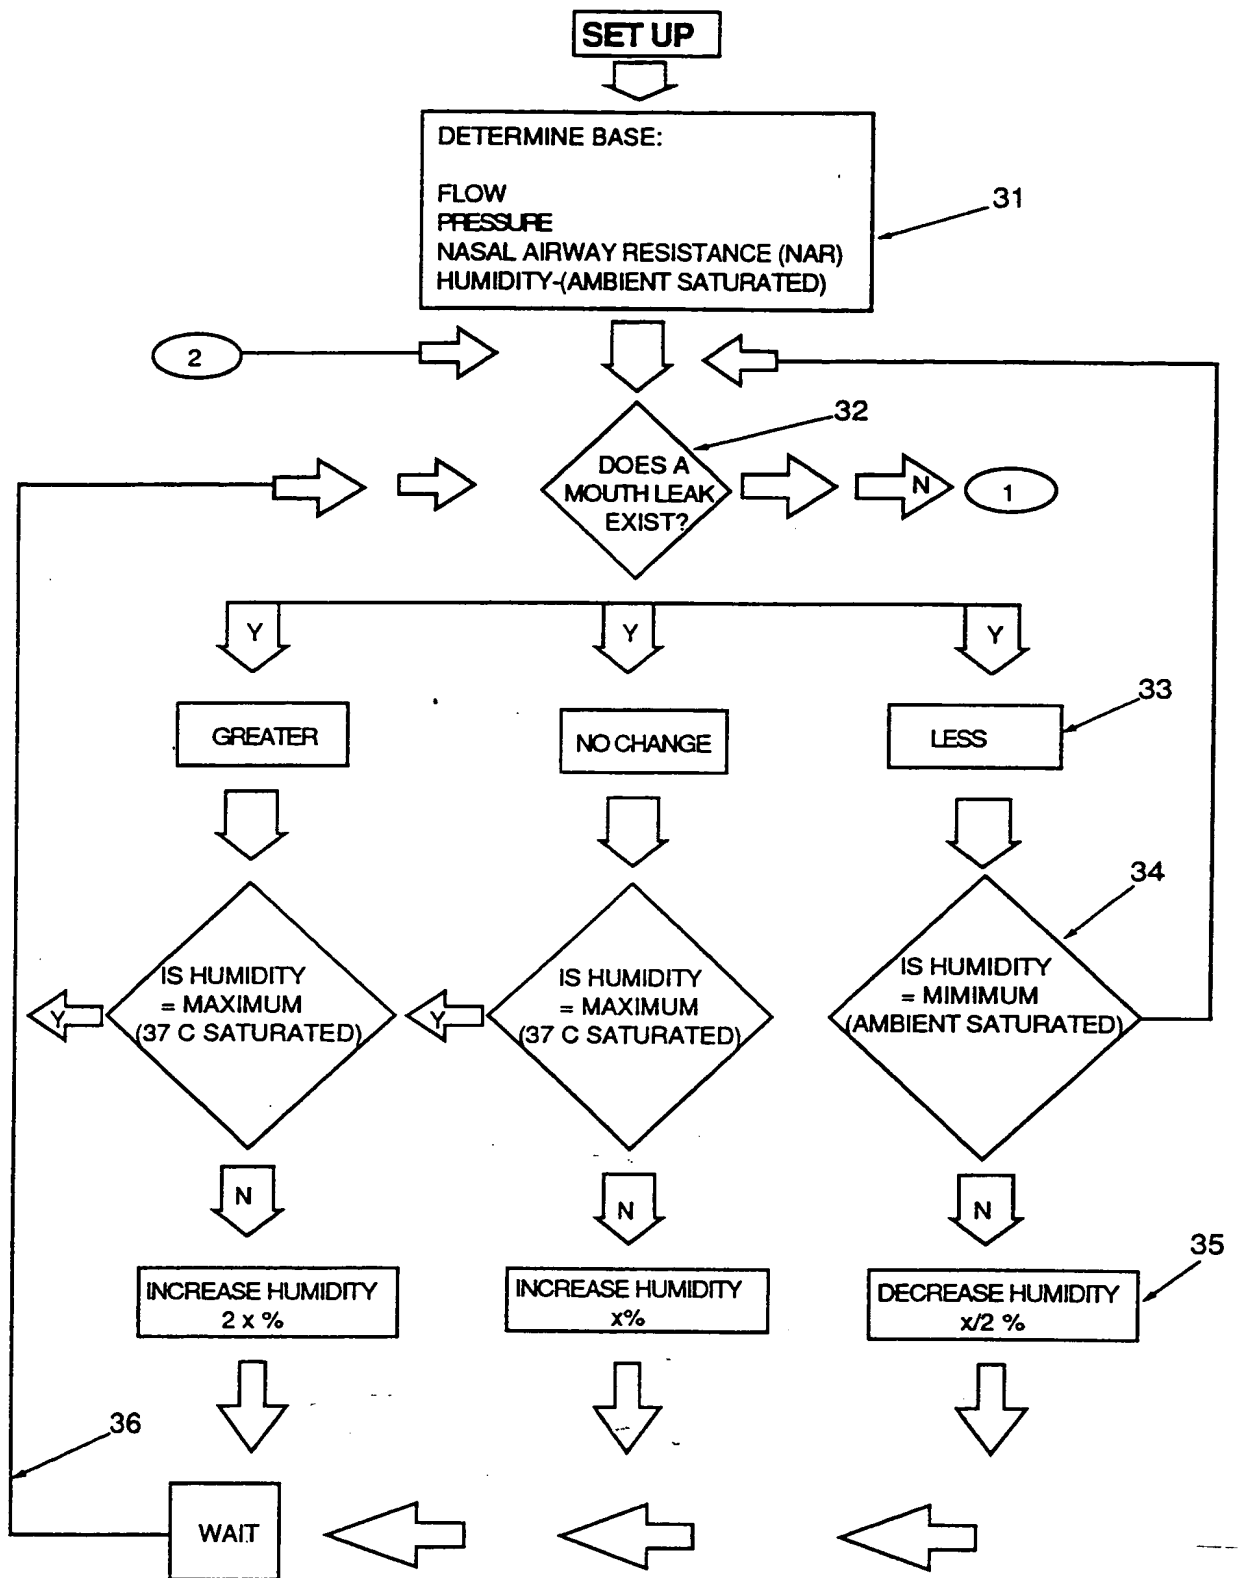 SET UP
DETERMINE BASE:
FLOW
PRESSURE
NASAL AIRWAY RESISTANCE (NAR)
HUMIDITY-(AMBIENT SATURATED)
31
2
32
DOES A
MOUTH LEAK
EXIST?
N
1
Y
Y
Y
33
GREATER
NO CHANGE
LESS
34
IS HUMIDITY
= MAXIMUM
(37 C SATURATED)
Y
IS HUMIDITY
= MAXIMUM
(37 C SATURATED)
Y
IS HUMIDITY
= MIMIMUM
(AMBIENT SATURATED)
N
N
N
35
INCREASE HUMIDITY
2 x %
INCREASE HUMIDITY
x%
DECREASE HUMIDITY
x/2 %
36
WAIT